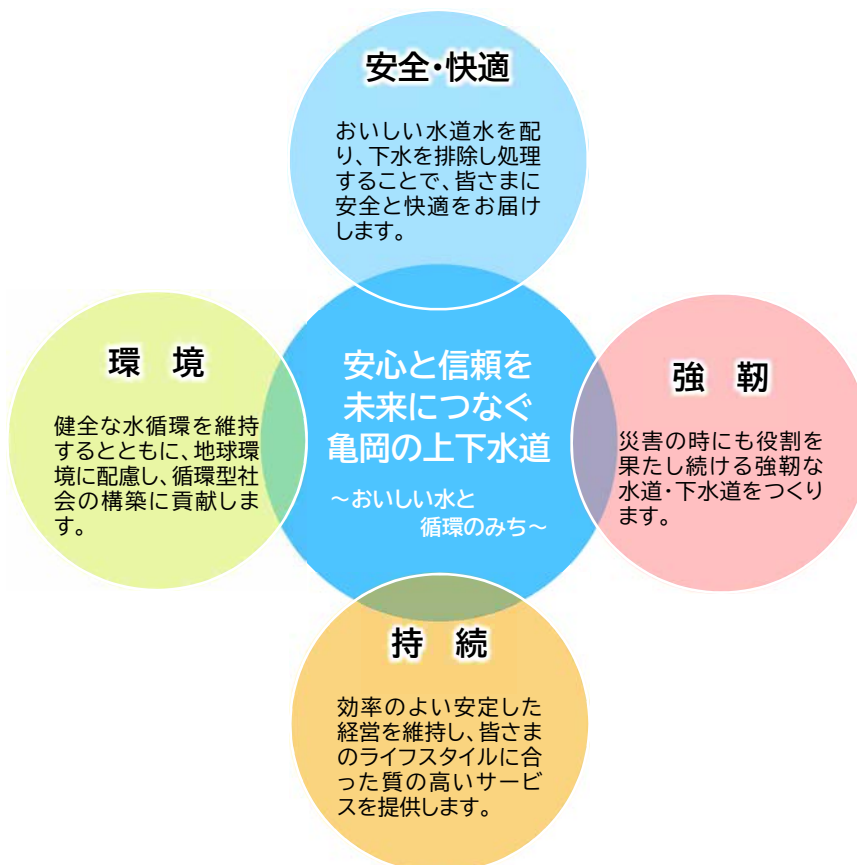 安全・快適
おいしい水道水を配
り、下水を排除し処理
することで、皆さまに
安全と快適をお届け
します。
環　境
健全な水循環を維持
するとともに、地球環
境に配慮し、循環型社
会の構築に貢献しま
す。
安心と信頼を
未来につなぐ
亀岡の上下水道
～おいしい水と
循環のみち～
強　靭
災害の時にも役割を
果たし続ける強靭な
水道・下水道をつくり
ます。
持　続
効率のよい安定した
経営を維持し、皆さま
のライフスタイルに合
った質の高いサービ
スを提供します。